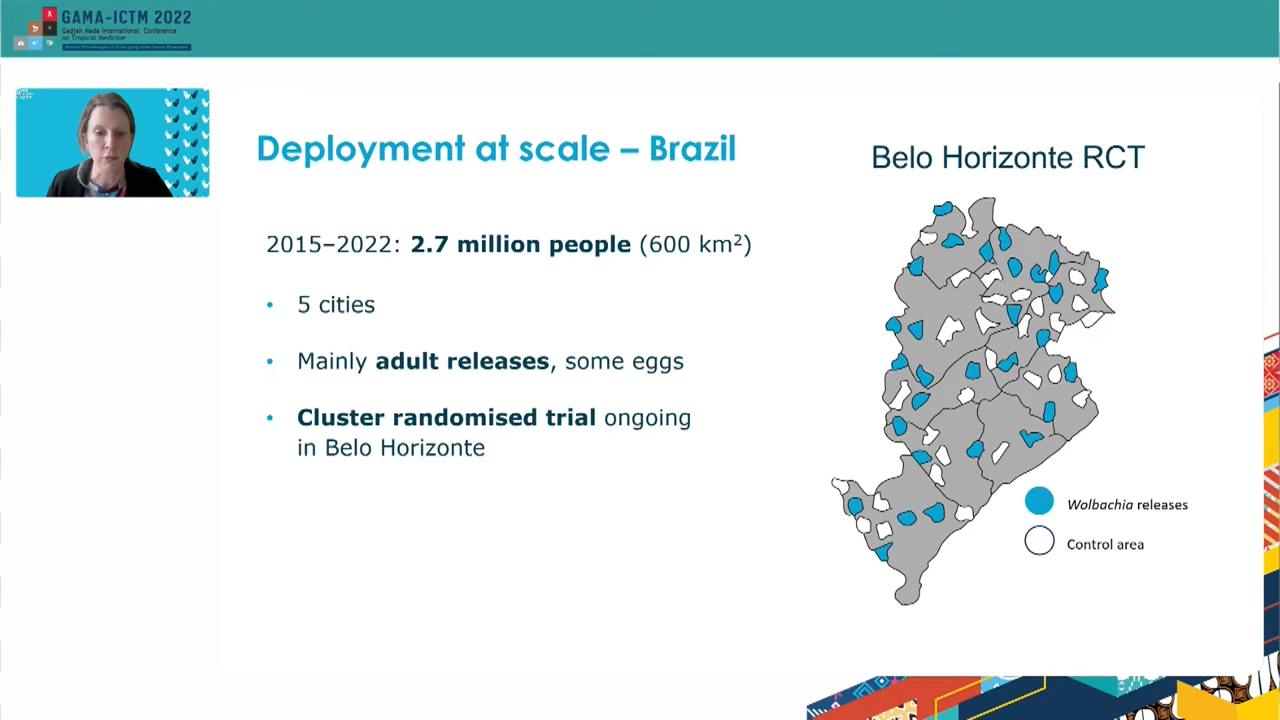 GAMA-ICTM 2022
Gadjah Mada International Conference
on Tropical Medicine
Global Challenges in Emerging Infectious Diseases
Deployment at scale – Brazil
2015–2022: 2.7 million people (600 km²)
• 5 cities
• Mainly adult releases, some eggs
• Cluster randomised trial ongoing
in Belo Horizonte
Belo Horizonte RCT
Wolbachia releases
Control area